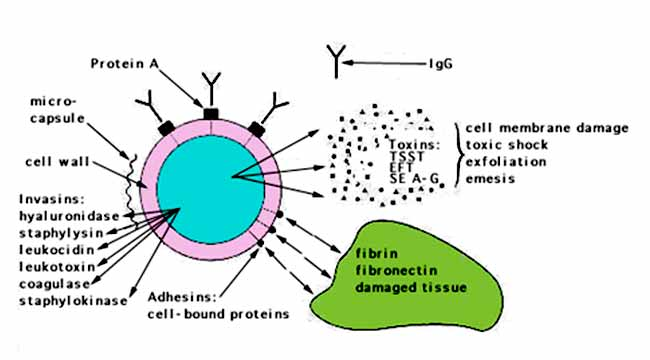 Protein A
IgG
micro-
capsule
cell wall
Toxins:
TSST
EFT
SE A-G
cell membrane damage
toxic shock
exfoliation
emesis
Invasins:
hyaluronidase
staphylysin
leukocidin
leukotoxin
coagulase
staphylokinase
Adhesins:
cell-bound proteins
fibrin
fibronectin
damaged tissue